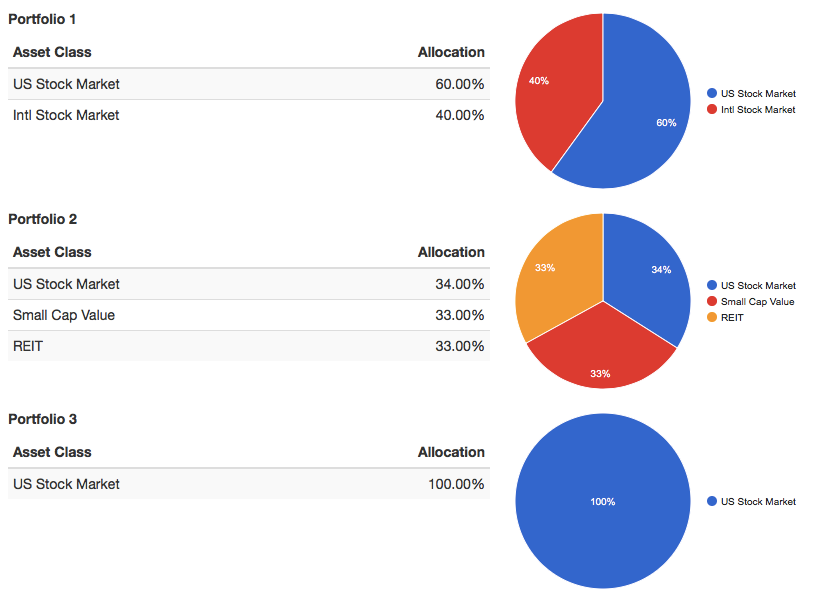 Portfolio 1
Asset Class Allocation
US Stock Market 60.00%
Intl Stock Market 40.00%
40%
60%
US Stock Market
Intl Stock Market
Portfolio 2
Asset Class Allocation
US Stock Market 34.00%
Small Cap Value 33.00%
REIT 33.00%
33%
34%
33%
US Stock Market
Small Cap Value
REIT
Portfolio 3
Asset Class Allocation
US Stock Market 100.00%
100%
US Stock Market